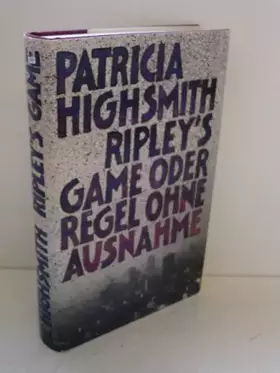 PATRICIA
HIGHSMITH
RIPLEY'S
GAME ODER
REGEL OHNE
AUSNAHME
HIGHSMITH RIPLEY'S GAME